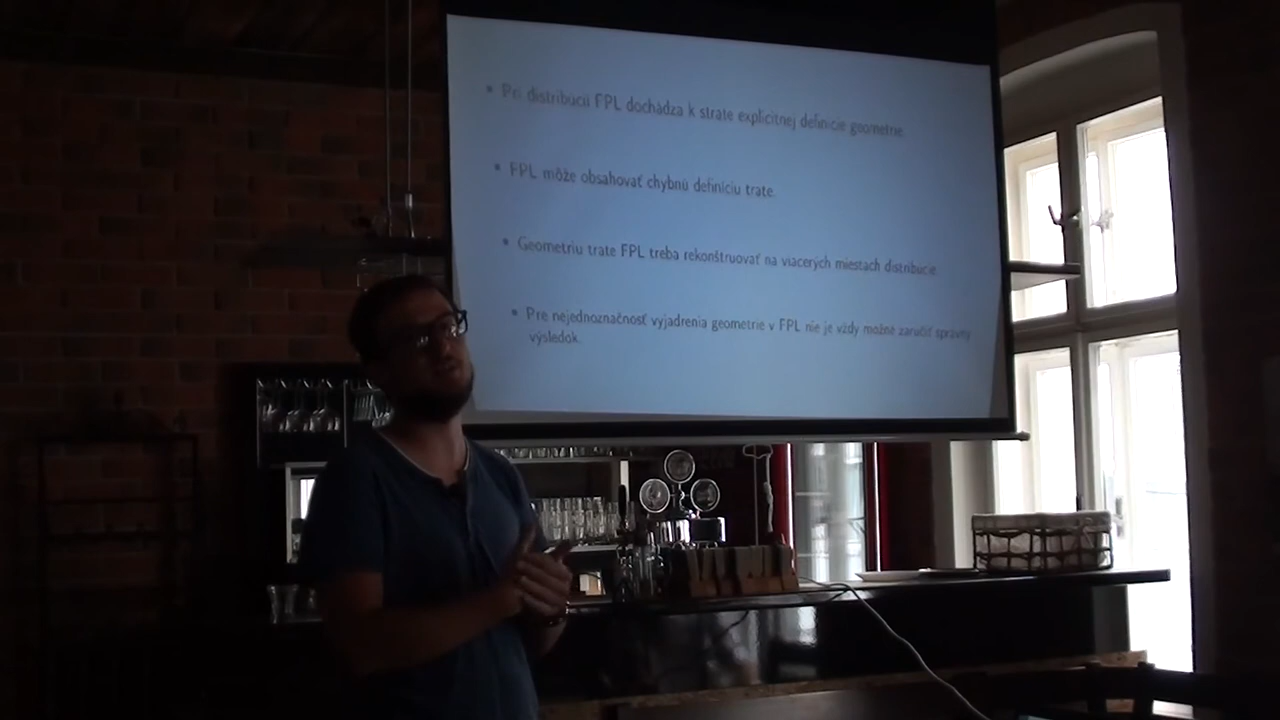 Pri distribúcii FPL dochádza k strate explicitnej definície geometrie.
FPL môže obsahovať chybnú definíciu trate.
Geometriu trate FPL treba rekonštruovať na viacerých miestach distribúcie.
Pre nejednoznačnosť vyjadrenia geometrie v FPL nie je vždy možné zaručiť správny
výsledok.